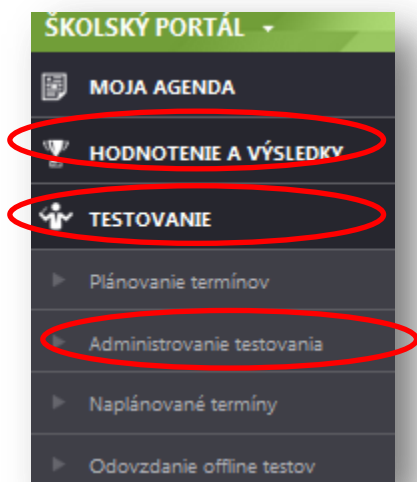 ŠKOLSKÝ PORTÁL
MOJA AGENDA
HODNOTENIE A VÝSLEDKY
TESTOVANIE
Plánovanie termínov
Administrovanie testovania
Naplánované termíny
Odovzdanie offline testov